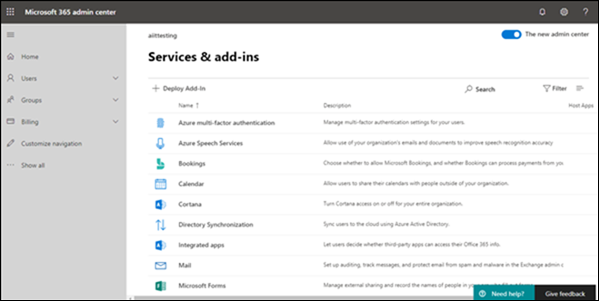 Microsoft 365 admin center
aiittesting
The new admin center
Home
Users
Groups
Billing
Customize navigation
Show all
Services & add-ins
Deploy Add-In
Search
Filter
Name ↑
Description
Host Apps
Azure multi-factor authentication
Manage multi-factor authentication settings for your users.
Azure Speech Services
Allow use of your organization's emails and documents to improve speech recognition accuracy
Bookings
Choose whether to allow Microsoft Bookings, and whether Bookings can process payments from you
Calendar
Allow users to share their calendars with people outside of your organization.
Cortana
Turn Cortana access on or off for your entire organization.
Directory Synchronization
Sync users to the cloud using Azure Active Directory.
Integrated apps
Let users decide whether third-party apps can access their Office 365 info.
Mail
Set up auditing, track messages, and protect email from spam and malware in the Exchange admin c
Microsoft Forms
Manage external sharing and record the names of people in your
Need help?
Give feedback